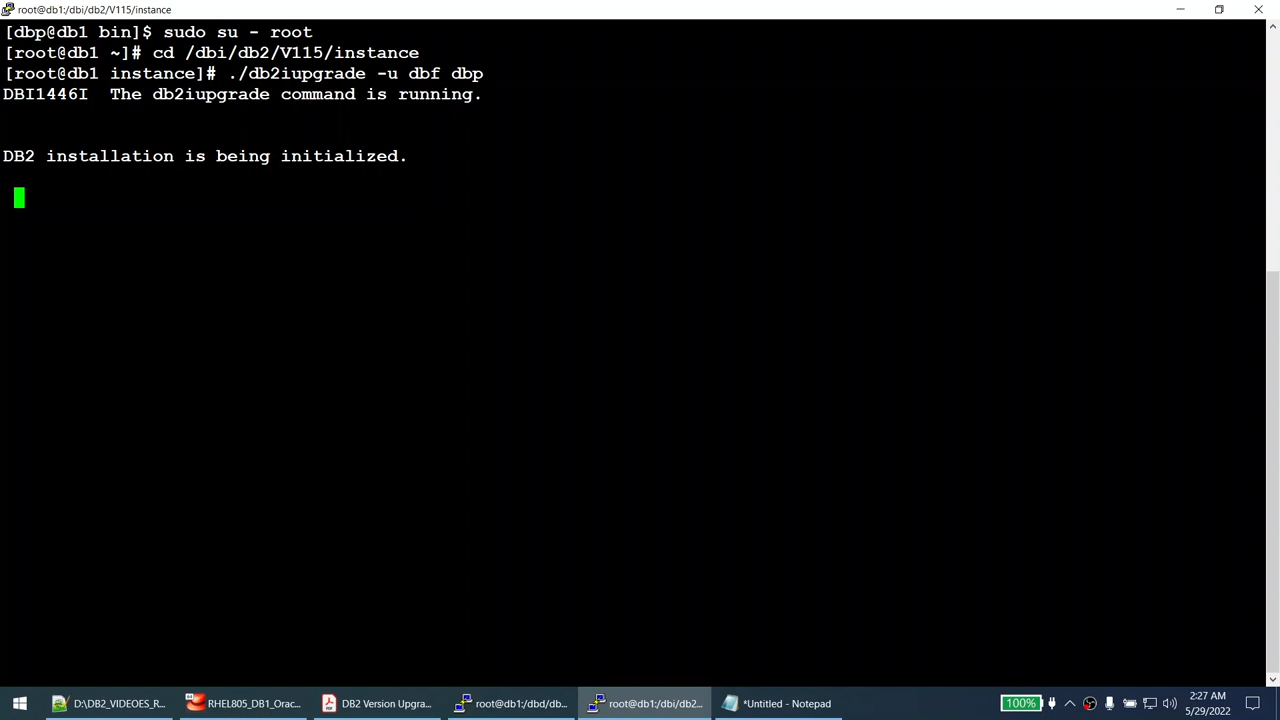 root@db1:/dbi/db2/V115/instance
[dbp@db1 bin]$ sudo su - root
[root@db1 ~]# cd /dbi/db2/V115/instance
[root@db1 instance]# ./db2iupgrade -u dbf dbp
DBI1446I  The db2iupgrade command is running.
DB2 installation is being initialized.
D:\DB2_VIDEOES_R...
RHEL805_DB1_Orac...
DB2 Version Upgra...
root@db1:/dbd/db...
root@db1:/dbi/db2...
*Untitled - Notepad
100%
2:27 AM
5/29/2022